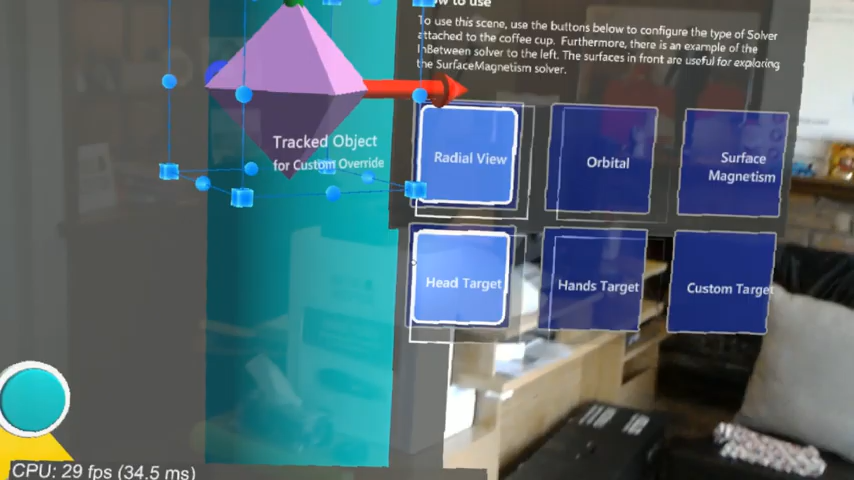 How to use
To use this scene, use the buttons below to configure the type of Solver
attached to the coffee cup. Furthermore, there is an example of the
InBetween solver to the left. The surfaces in front are useful for exploring
the SurfaceMagnetism solver.
Tracked Object
for Custom Override
Radial View
Orbital
Surface
Magnetism
Head Target
Hands Target
Custom Target
CPU: 29 fps (34.5 ms)